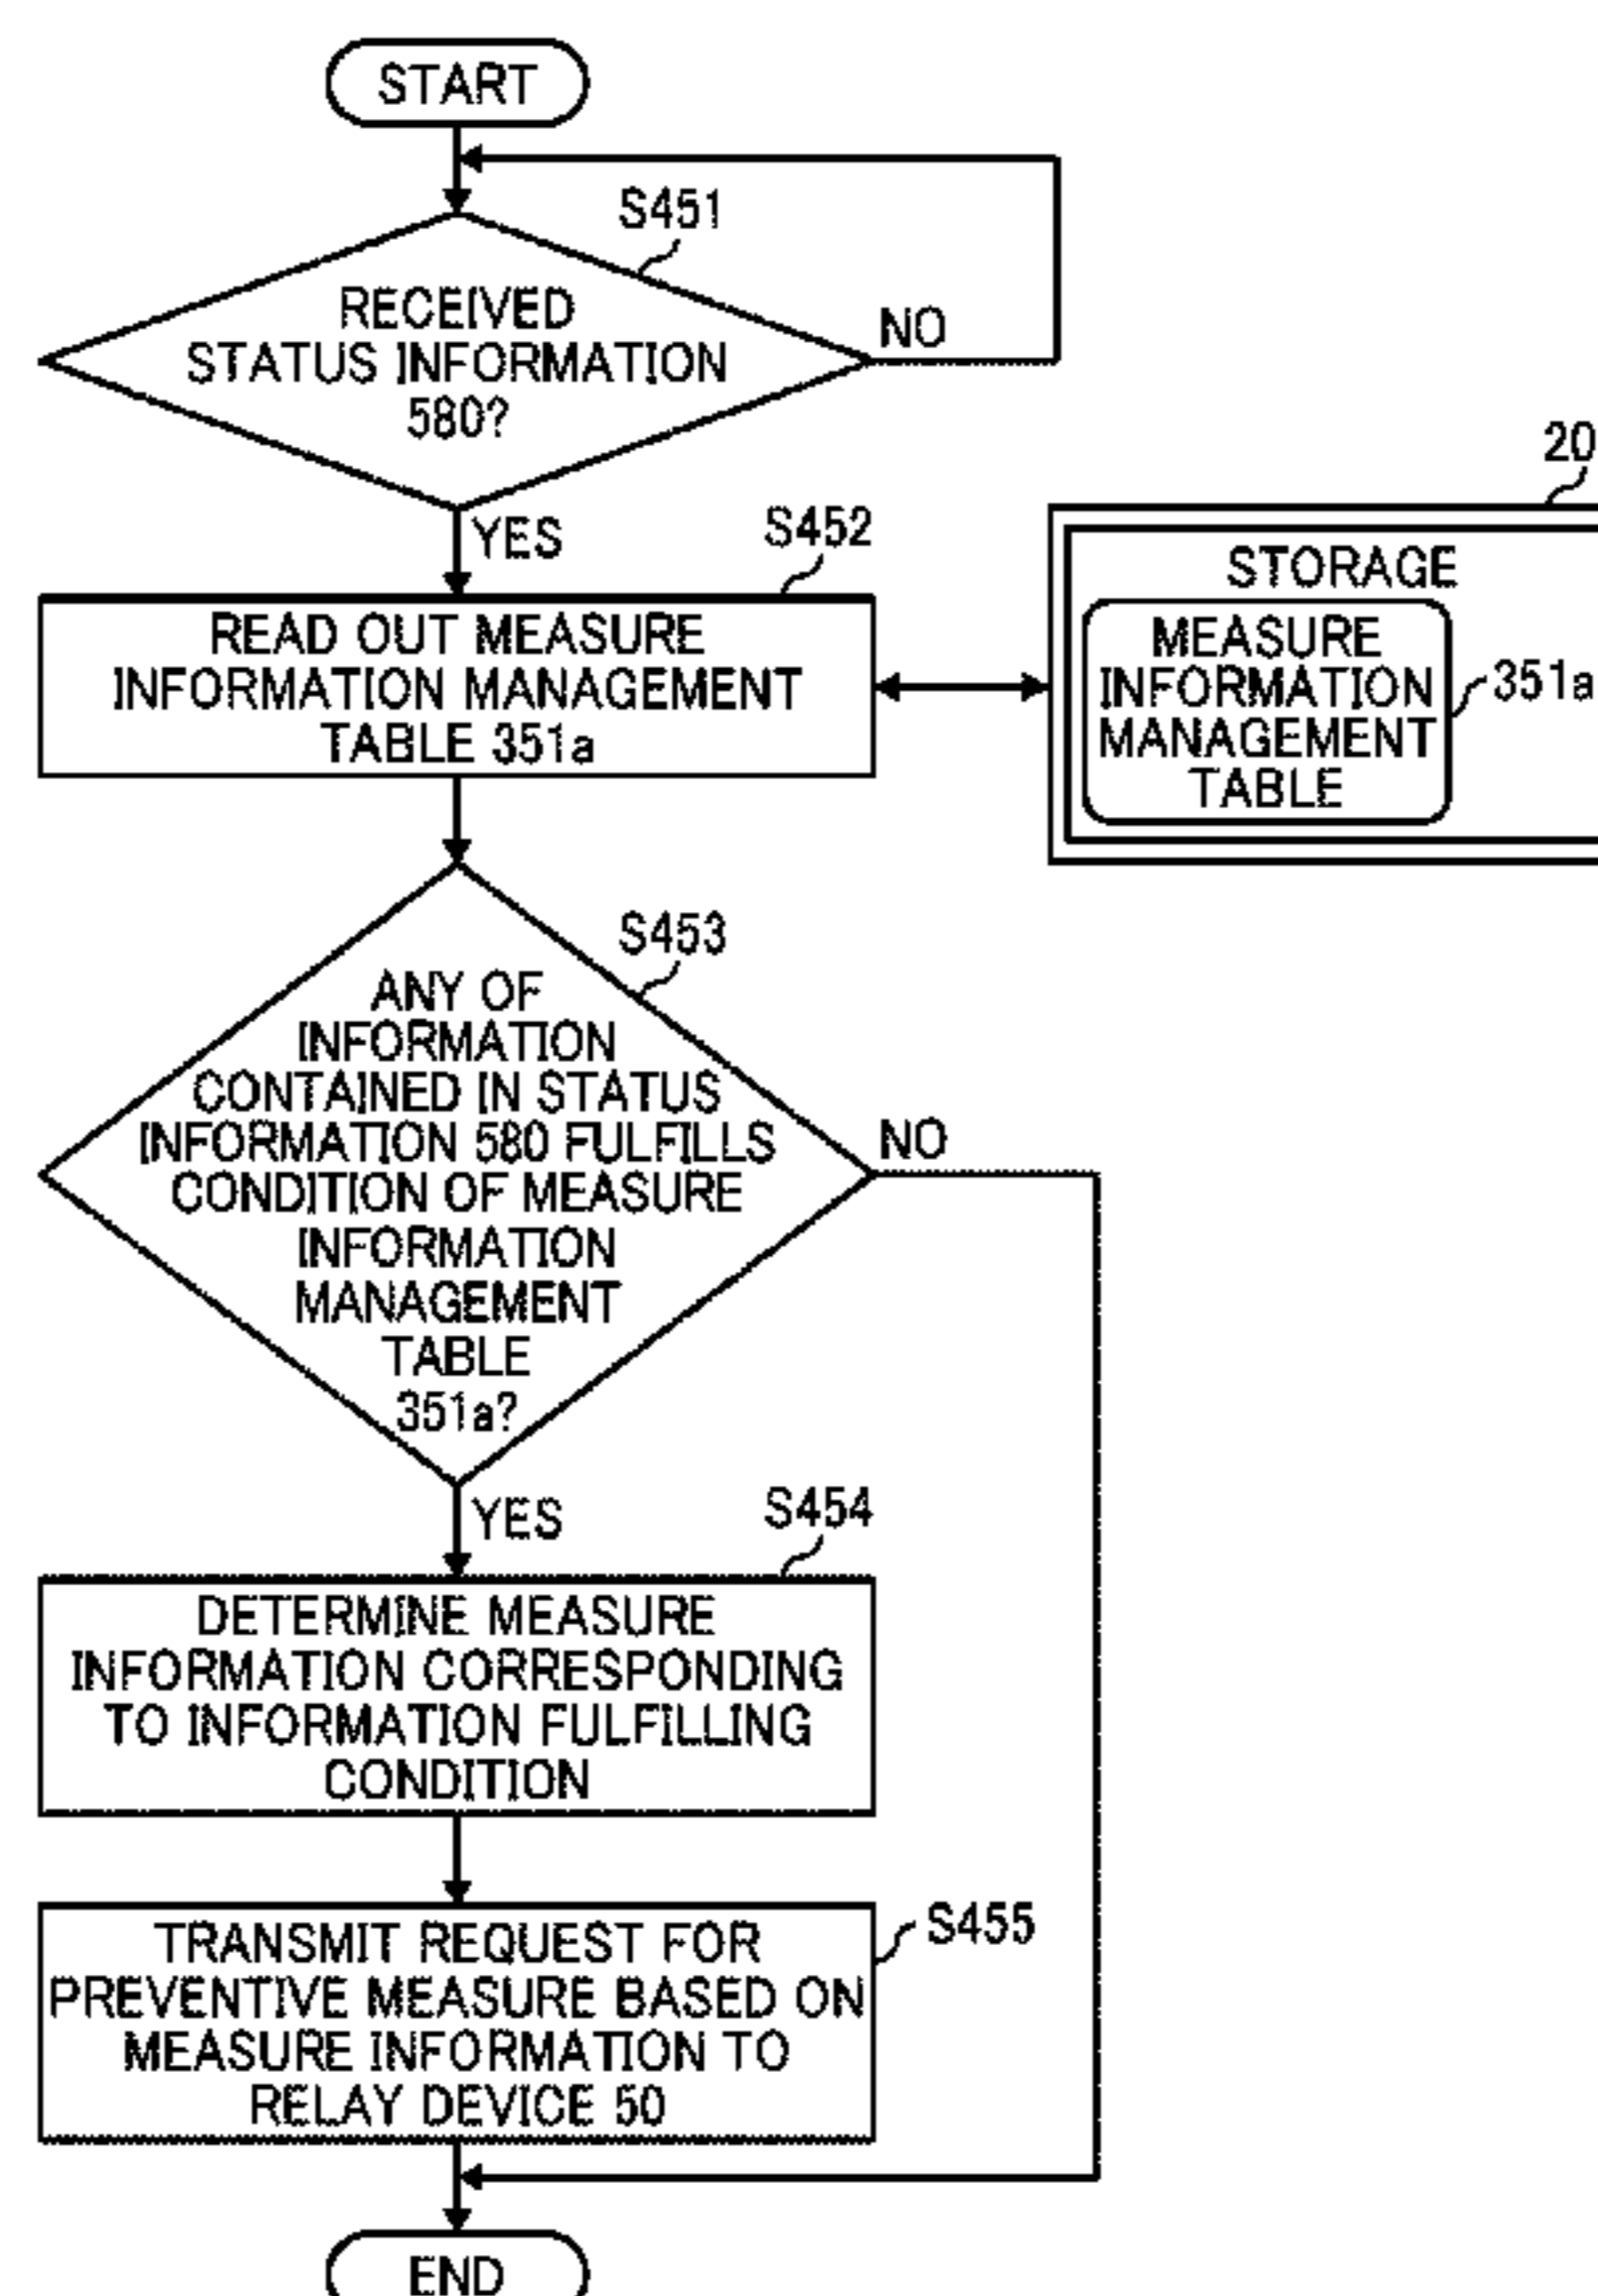 START
S451
RECEIVED
STATUS INFORMATION
580?
NO
YES
S452
READ OUT MEASURE
INFORMATION MANAGEMENT
TABLE 351a
20
STORAGE
MEASURE
INFORMATION
MANAGEMENT
TABLE
351a
S453
ANY OF
INFORMATION
CONTAINED IN STATUS
INFORMATION 580 FULFILLS
CONDITION OF MEASURE
INFORMATION
MANAGEMENT
TABLE
351a?
NO
YES
S454
DETERMINE MEASURE
INFORMATION CORRESPONDING
TO INFORMATION FULFILLING
CONDITION
S455
TRANSMIT REQUEST FOR
PREVENTIVE MEASURE BASED ON
MEASURE INFORMATION TO
RELAY DEVICE 50
END